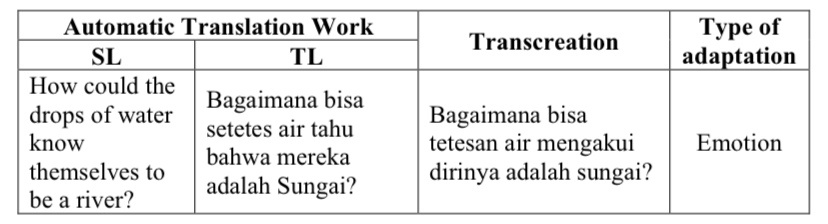 Automatic Translation Work
SL
TL
Transcreation
Type of
adaptation
How could the
drops of water
know
themselves to
be a river?
Bagaimana bisa
setetes air tahu
bahwa mereka
adalah Sungai?
Bagaimana bisa
tetesan air mengakui
dirinya adalah sungai?
Emotion